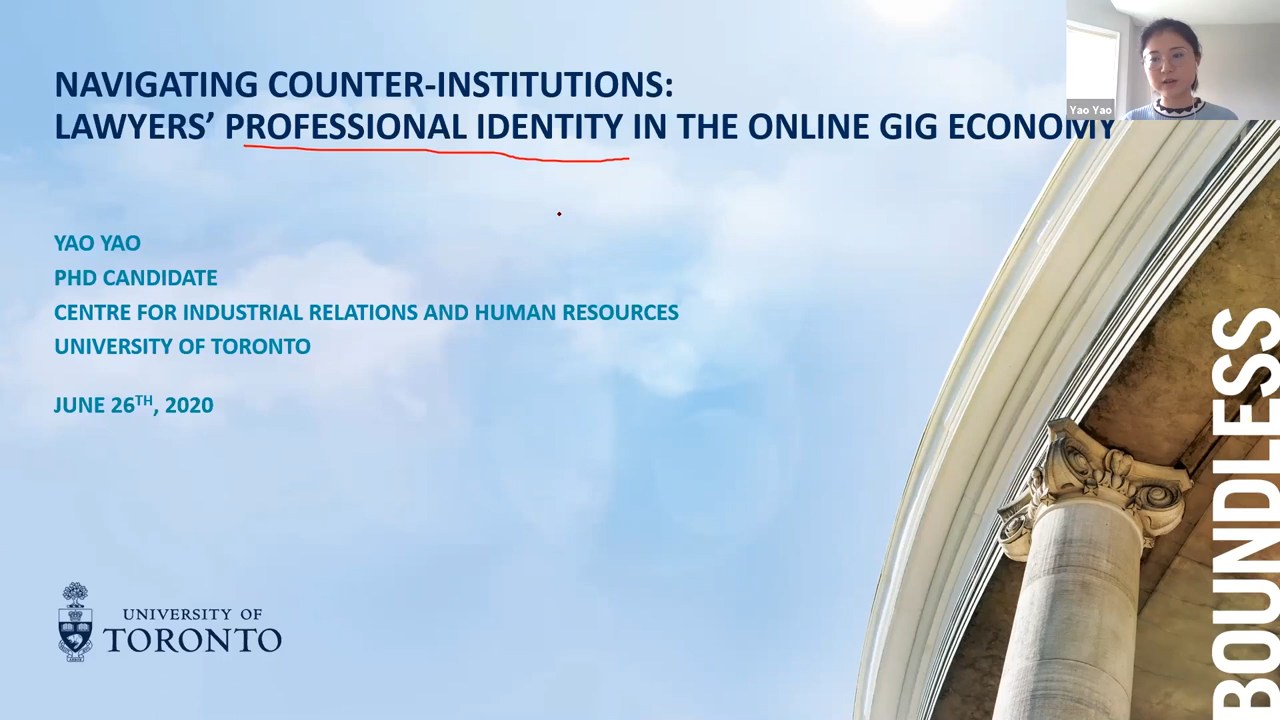 NAVIGATING COUNTER-INSTITUTIONS:
LAWYERS’ PROFESSIONAL IDENTITY IN THE ONLINE GIG ECONOMY
Yao Yao
YAO YAO
PHD CANDIDATE
CENTRE FOR INDUSTRIAL RELATIONS AND HUMAN RESOURCES
UNIVERSITY OF TORONTO
JUNE 26TH, 2020
UNIVERSITY OF
TORONTO
BOUNDLESS